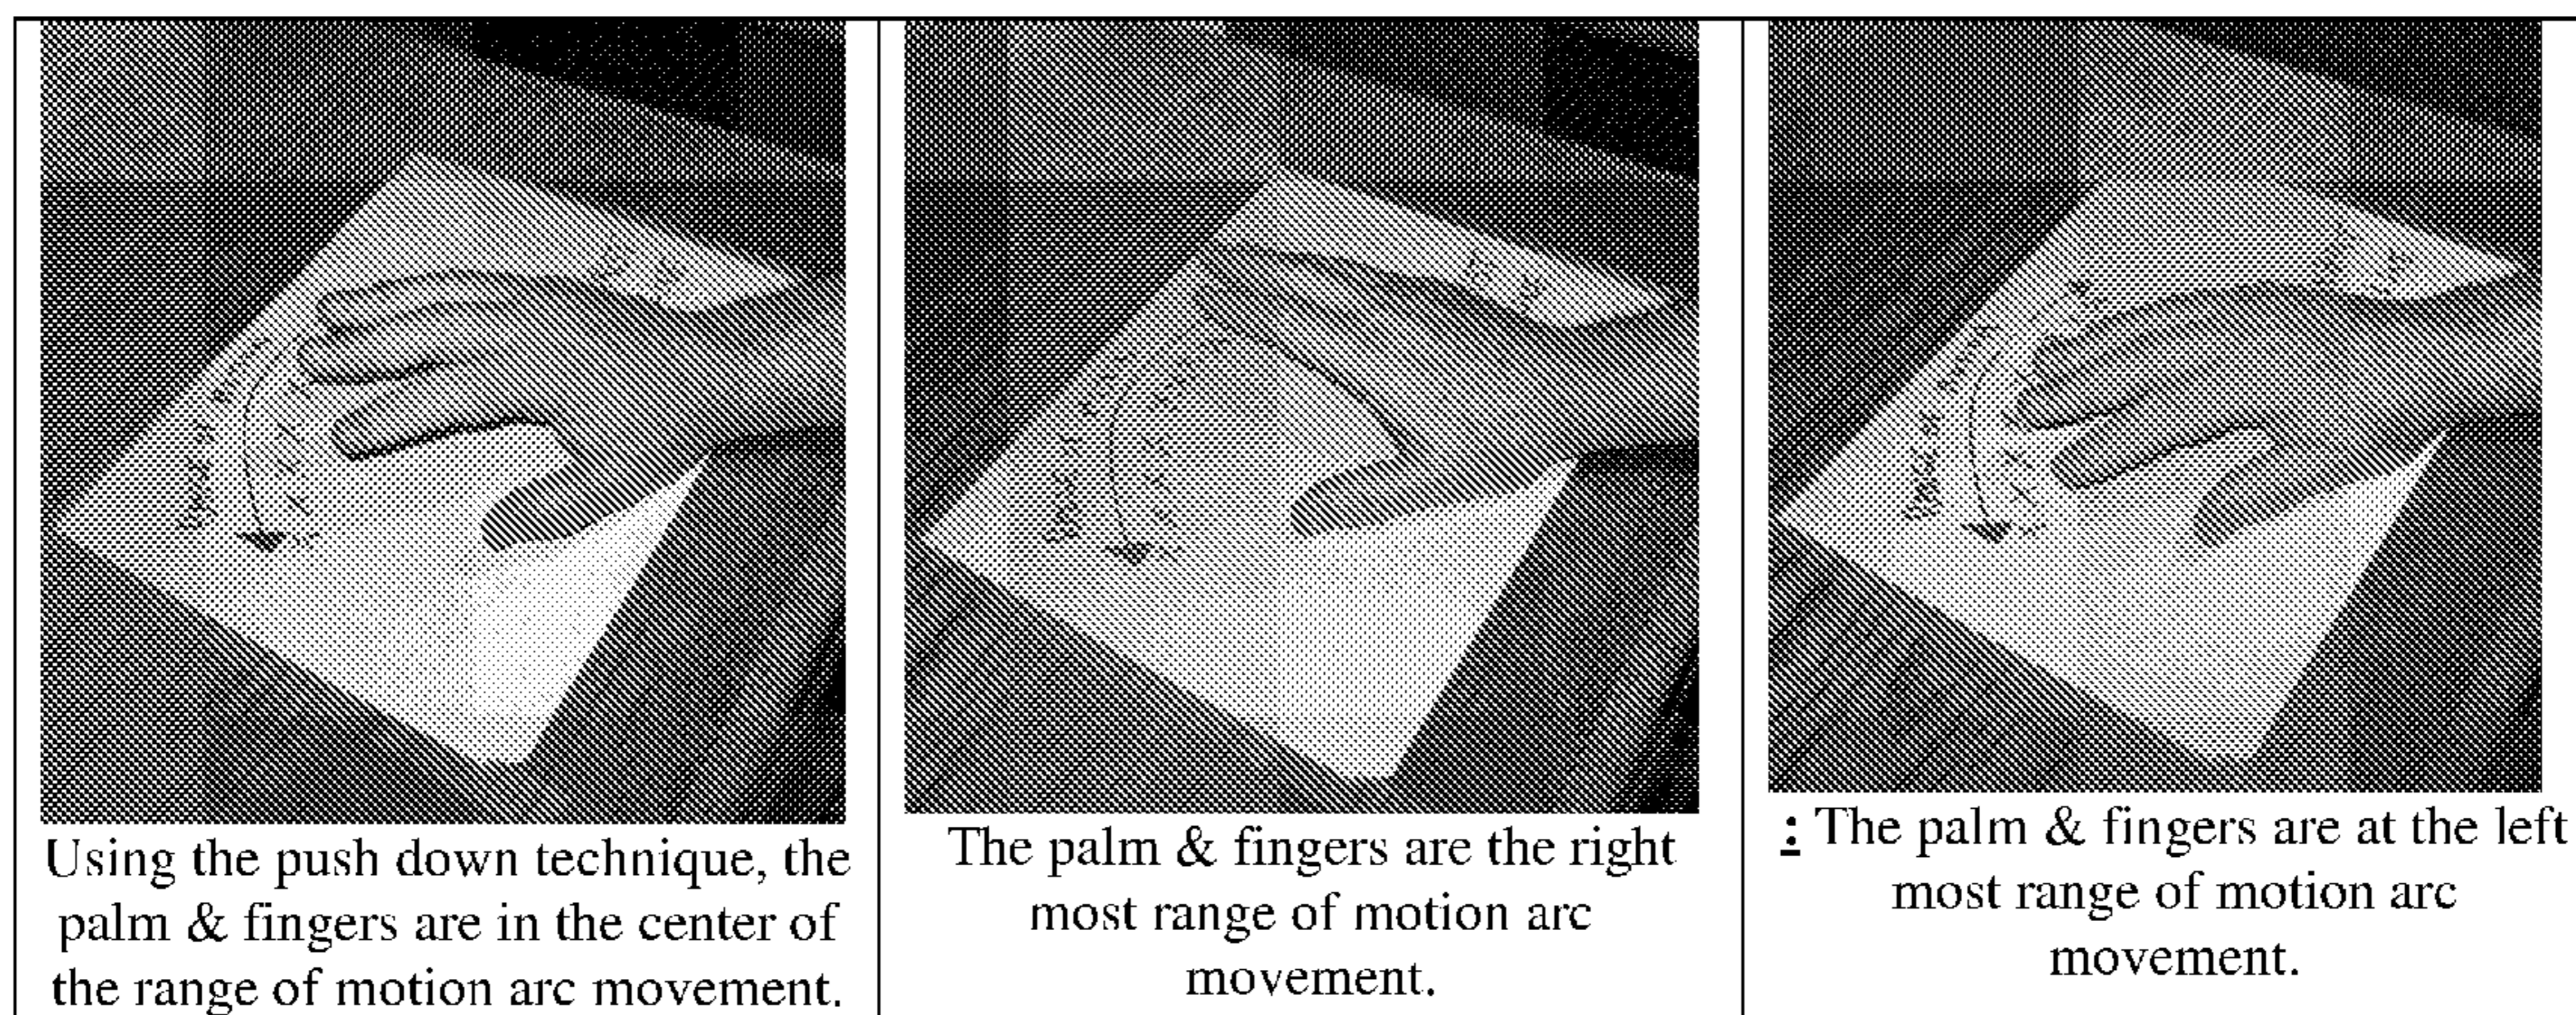 Using the push down technique, the
palm & fingers are in the center of
the range of motion arc movement.
The palm & fingers are the right
most range of motion arc
movement.
: The palm & fingers are at the left
most range of motion arc
movement.